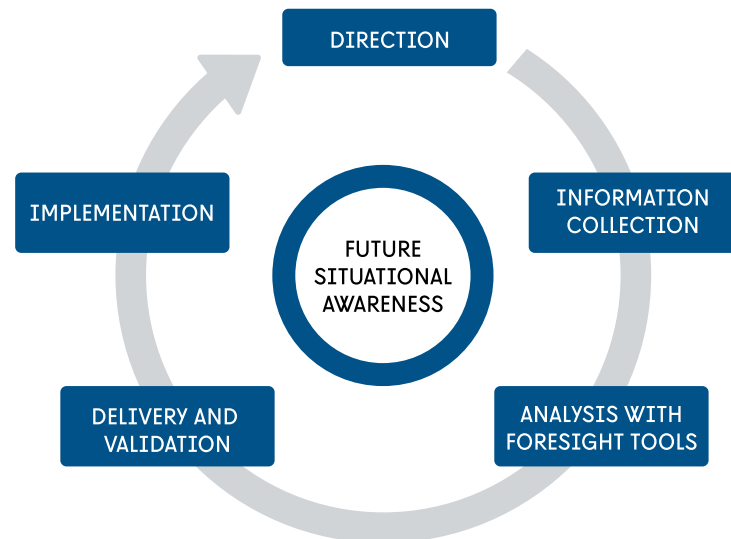 DIRECTION
INFORMATION
COLLECTION
ANALYSIS WITH
FORESIGHT TOOLS
DELIVERY AND
VALIDATION
IMPLEMENTATION
FUTURE
SITUATIONAL
AWARENESS